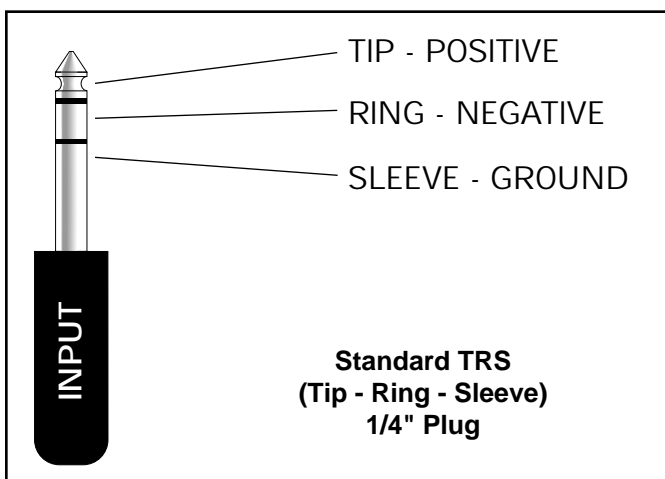 TIP - POSITIVE
RING - NEGATIVE
SLEEVE - GROUND
INPUT
Standard TRS
(Tip - Ring - Sleeve)
1/4" Plug